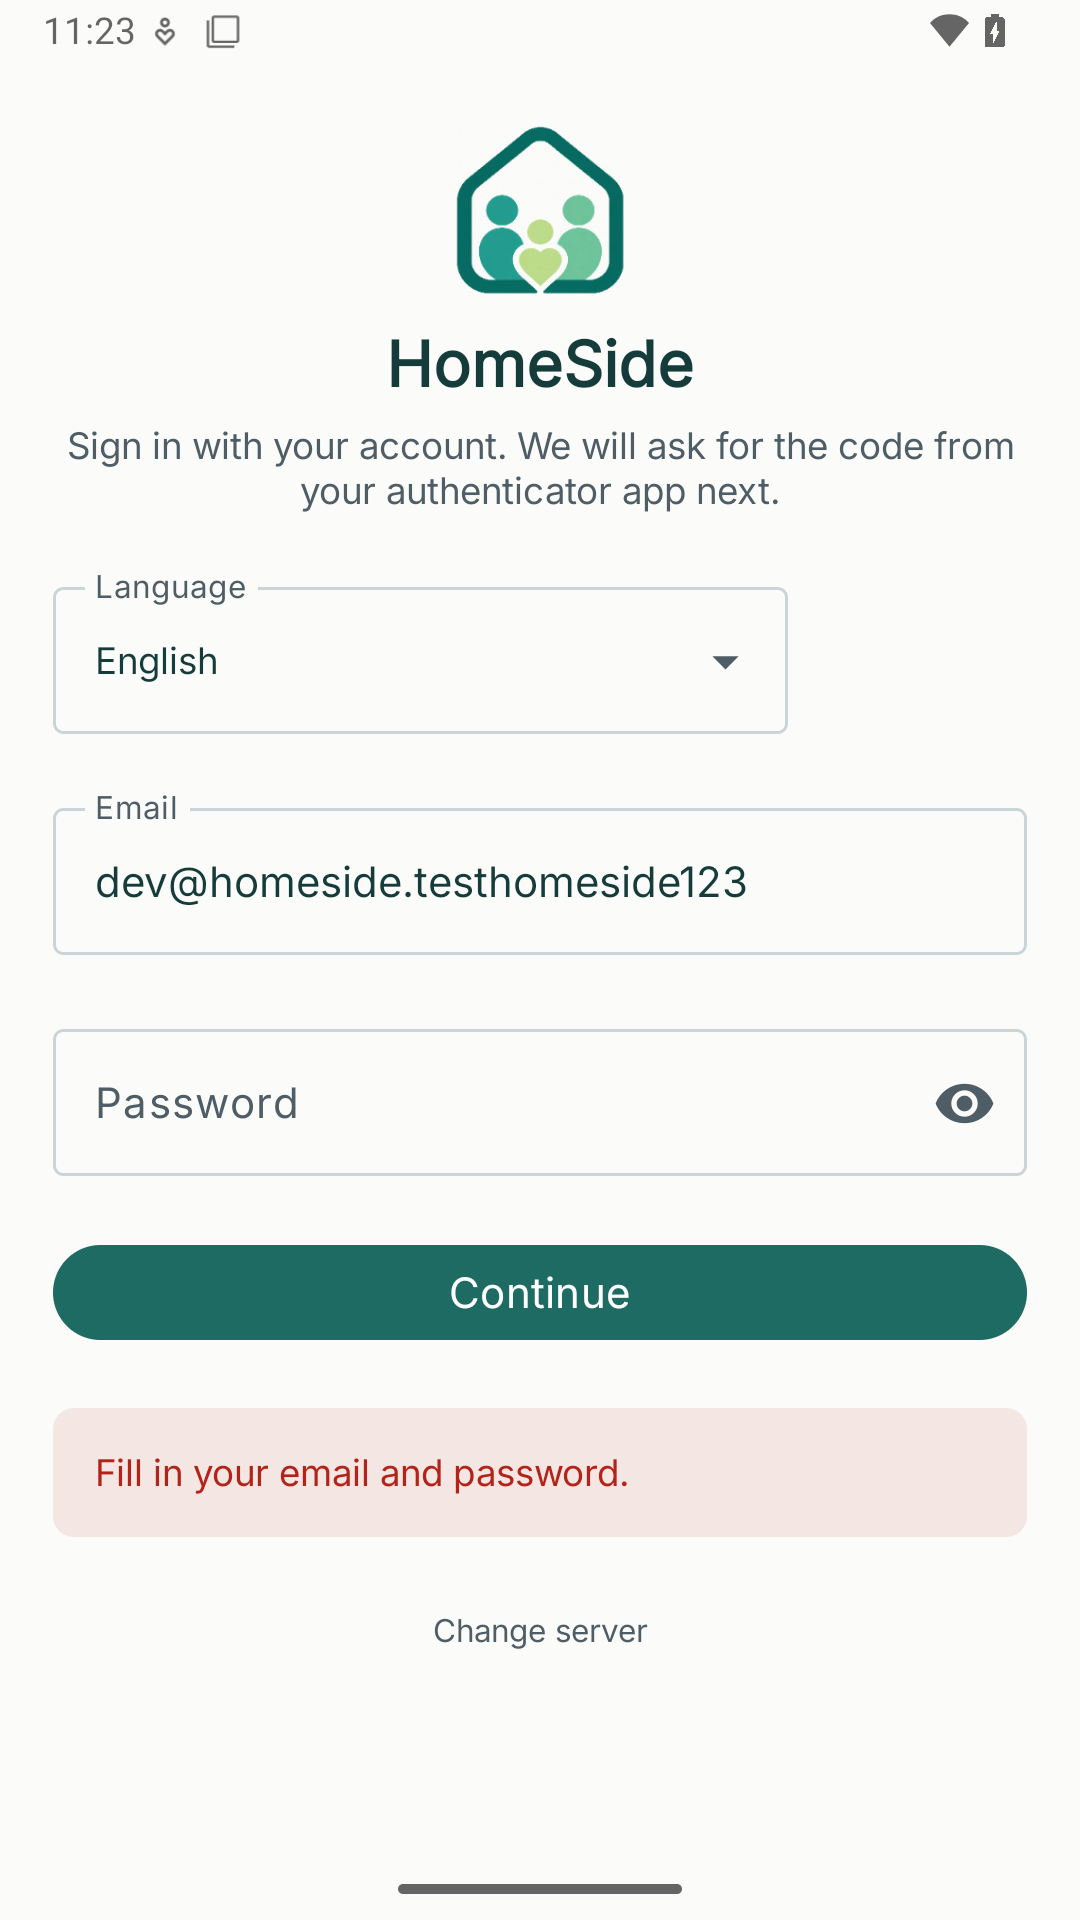 11:23
HomeSide
Sign in with your account. We will ask for the code from
your authenticator app next.
Language
English
Email
dev@homeside.testhomeside123
Password
Continue
Fill in your email and password.
Change server